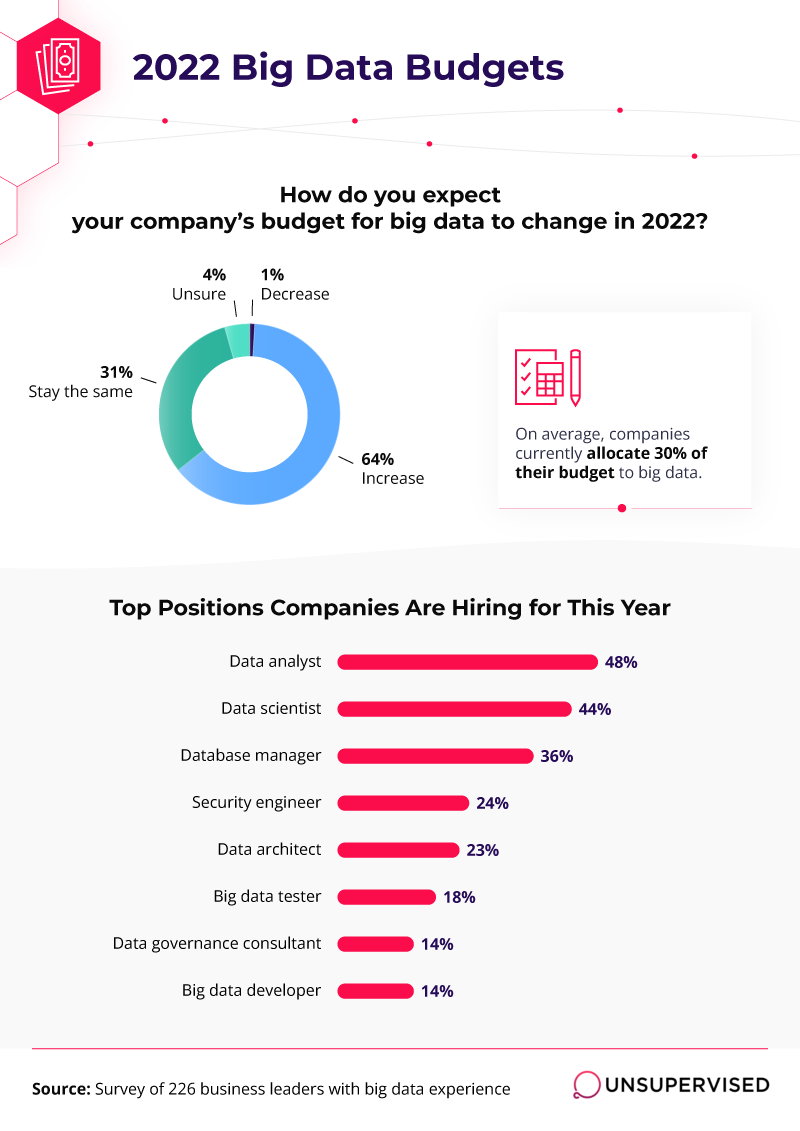 2022 Big Data Budgets
How do you expect
your company’s budget for big data to change in 2022?
4%
Unsure
1%
Decrease
31%
Stay the same
64%
Increase
On average, companies
currently allocate 30% of
their budget to big data.
Top Positions Companies Are Hiring for This Year
Data analyst 48%
Data scientist 44%
Database manager 36%
Security engineer 24%
Data architect 23%
Big data tester 18%
Data governance consultant 14%
Big data developer 14%
Source: Survey of 226 business leaders with big data experience
UNSUPERVISED